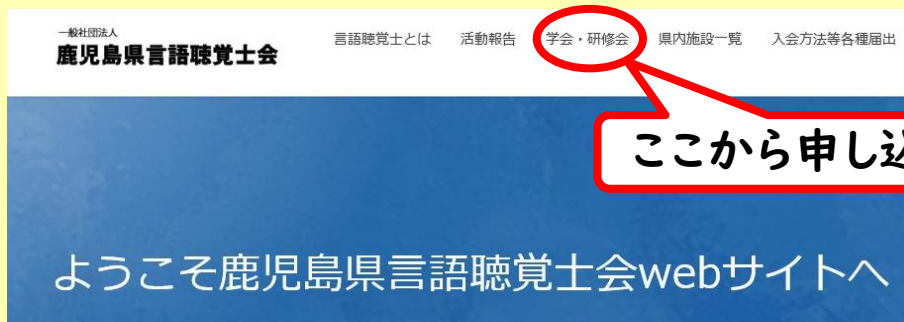 一般社団法人
鹿児島県言語聴覚士会
言語聴覚士とは 活動報告 学会・研修会 県内施設一覧 入会方法等各種届出
ここから申し込
ようこそ鹿児島県言語聴覚士会webサイトへ